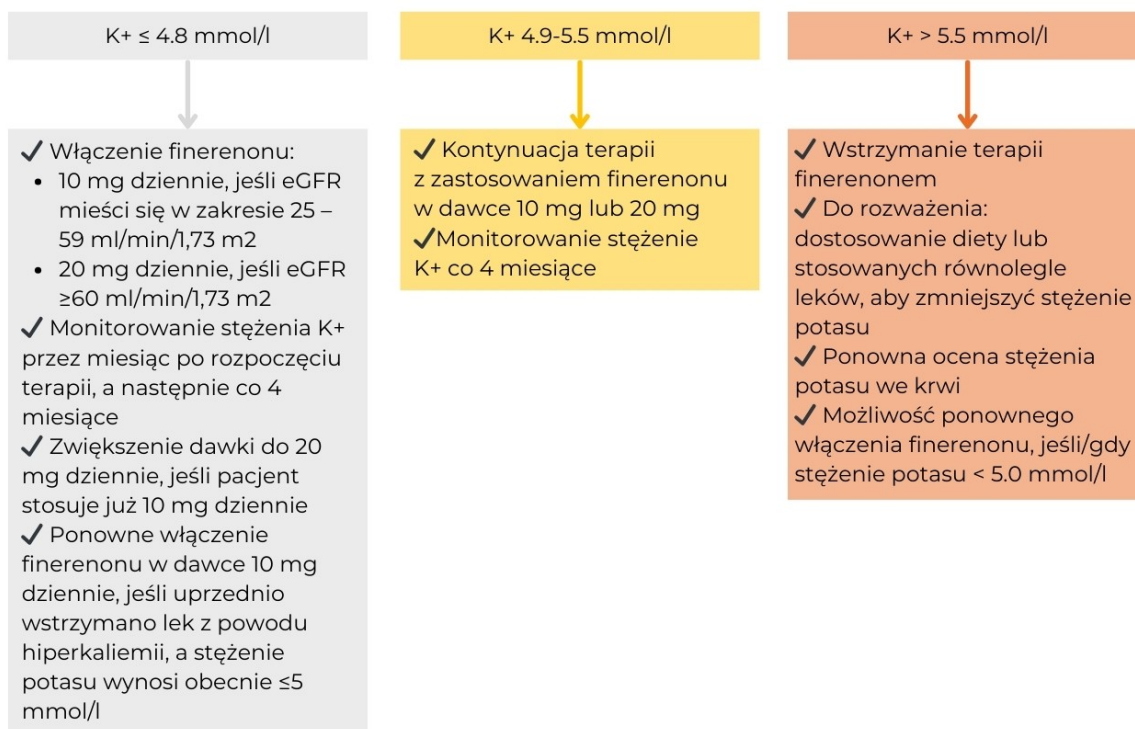 K+ ≤ 4.8 mmol/l
✓ Włączenie finerenonu:
• 10 mg dziennie, jeśli eGFR
mieści się w zakresie 25 –
59 ml/min/1,73 m2
• 20 mg dziennie, jeśli eGFR
≥60 ml/min/1,73 m2
✓ Monitorowanie stężenia K+
przez miesiąc po rozpoczęciu
terapii, a następnie co 4
miesiące
✓ Zwiększenie dawki do 20
mg dziennie, jeśli pacjent
stosuje już 10 mg dziennie
✓ Ponowne włączenie
finerenonu w dawce 10 mg
dziennie, jeśli uprzednio
wstrzymano lek z powodu
hiperkaliemii, a stężenie
potasu wynosi obecnie ≤5
mmol/l
K+ 4.9-5.5 mmol/l
✓ Kontynuacja terapii
z zastosowaniem finerenonu
w dawce 10 mg lub 20 mg
✓Monitorowanie stężenie
K+ co 4 miesiące
K+ > 5.5 mmol/l
✓ Wstrzymanie terapii
finerenonem
✓ Do rozważenia:
dostosowanie diety lub
stosowanych równolegle
leków, aby zmniejszyć stężenie
potasu
✓ Ponowna ocena stężenia
potasu we krwi
✓ Możliwość ponownego
włączenia finerenonu, jeśli/gdy
stężenie potasu < 5.0 mmol/l